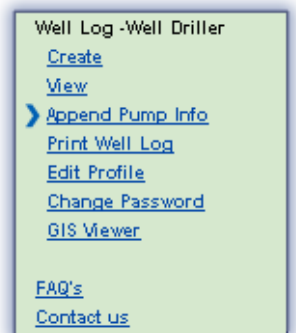 Well Log -Well Driller
Create
View
Append Pump Info
Print Well Log
Edit Profile
Change Password
GIS Viewer
FAQ's
Contact us